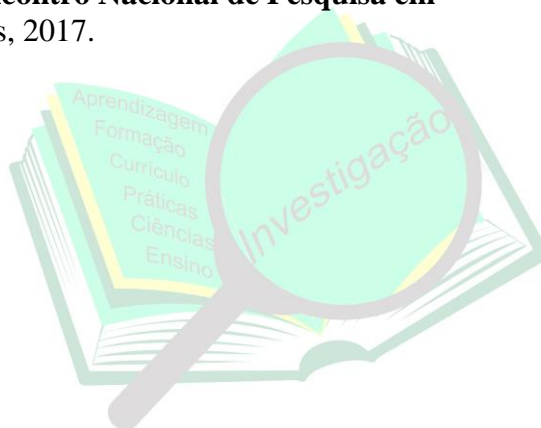 contro Nacional de Pesquisa em
s, 2017.
Aprendizagem
Formação
Currículo
Práticas
Ciências
Ensino
Investigação